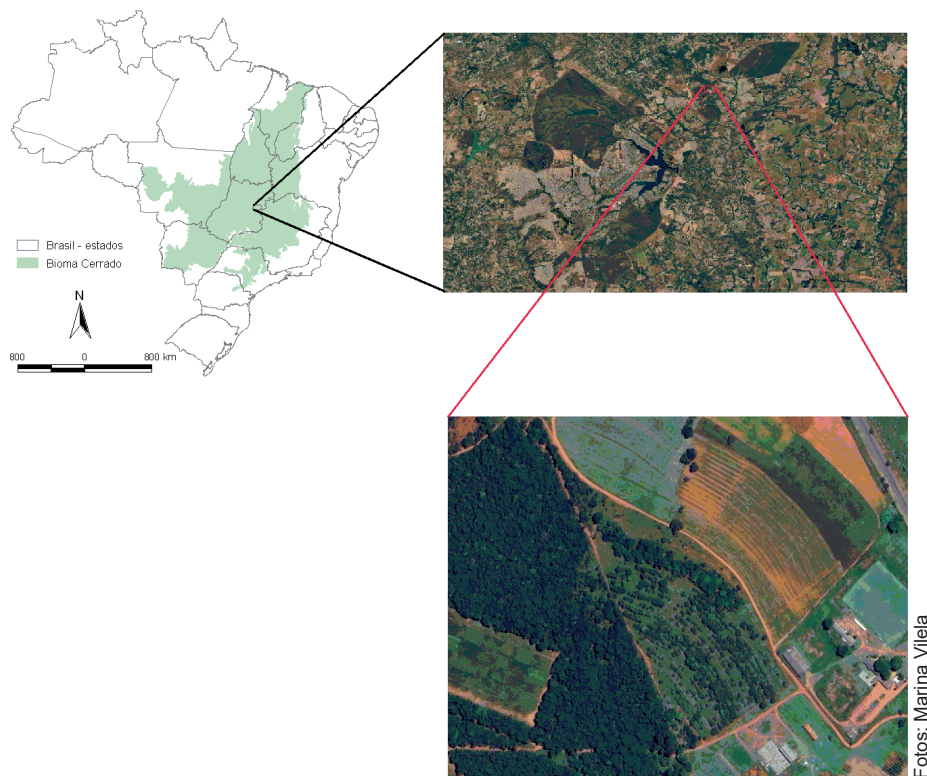 Brasil - estados
Bioma Cerrado
N
800 0 800 km
Fotos: Marina Vilela